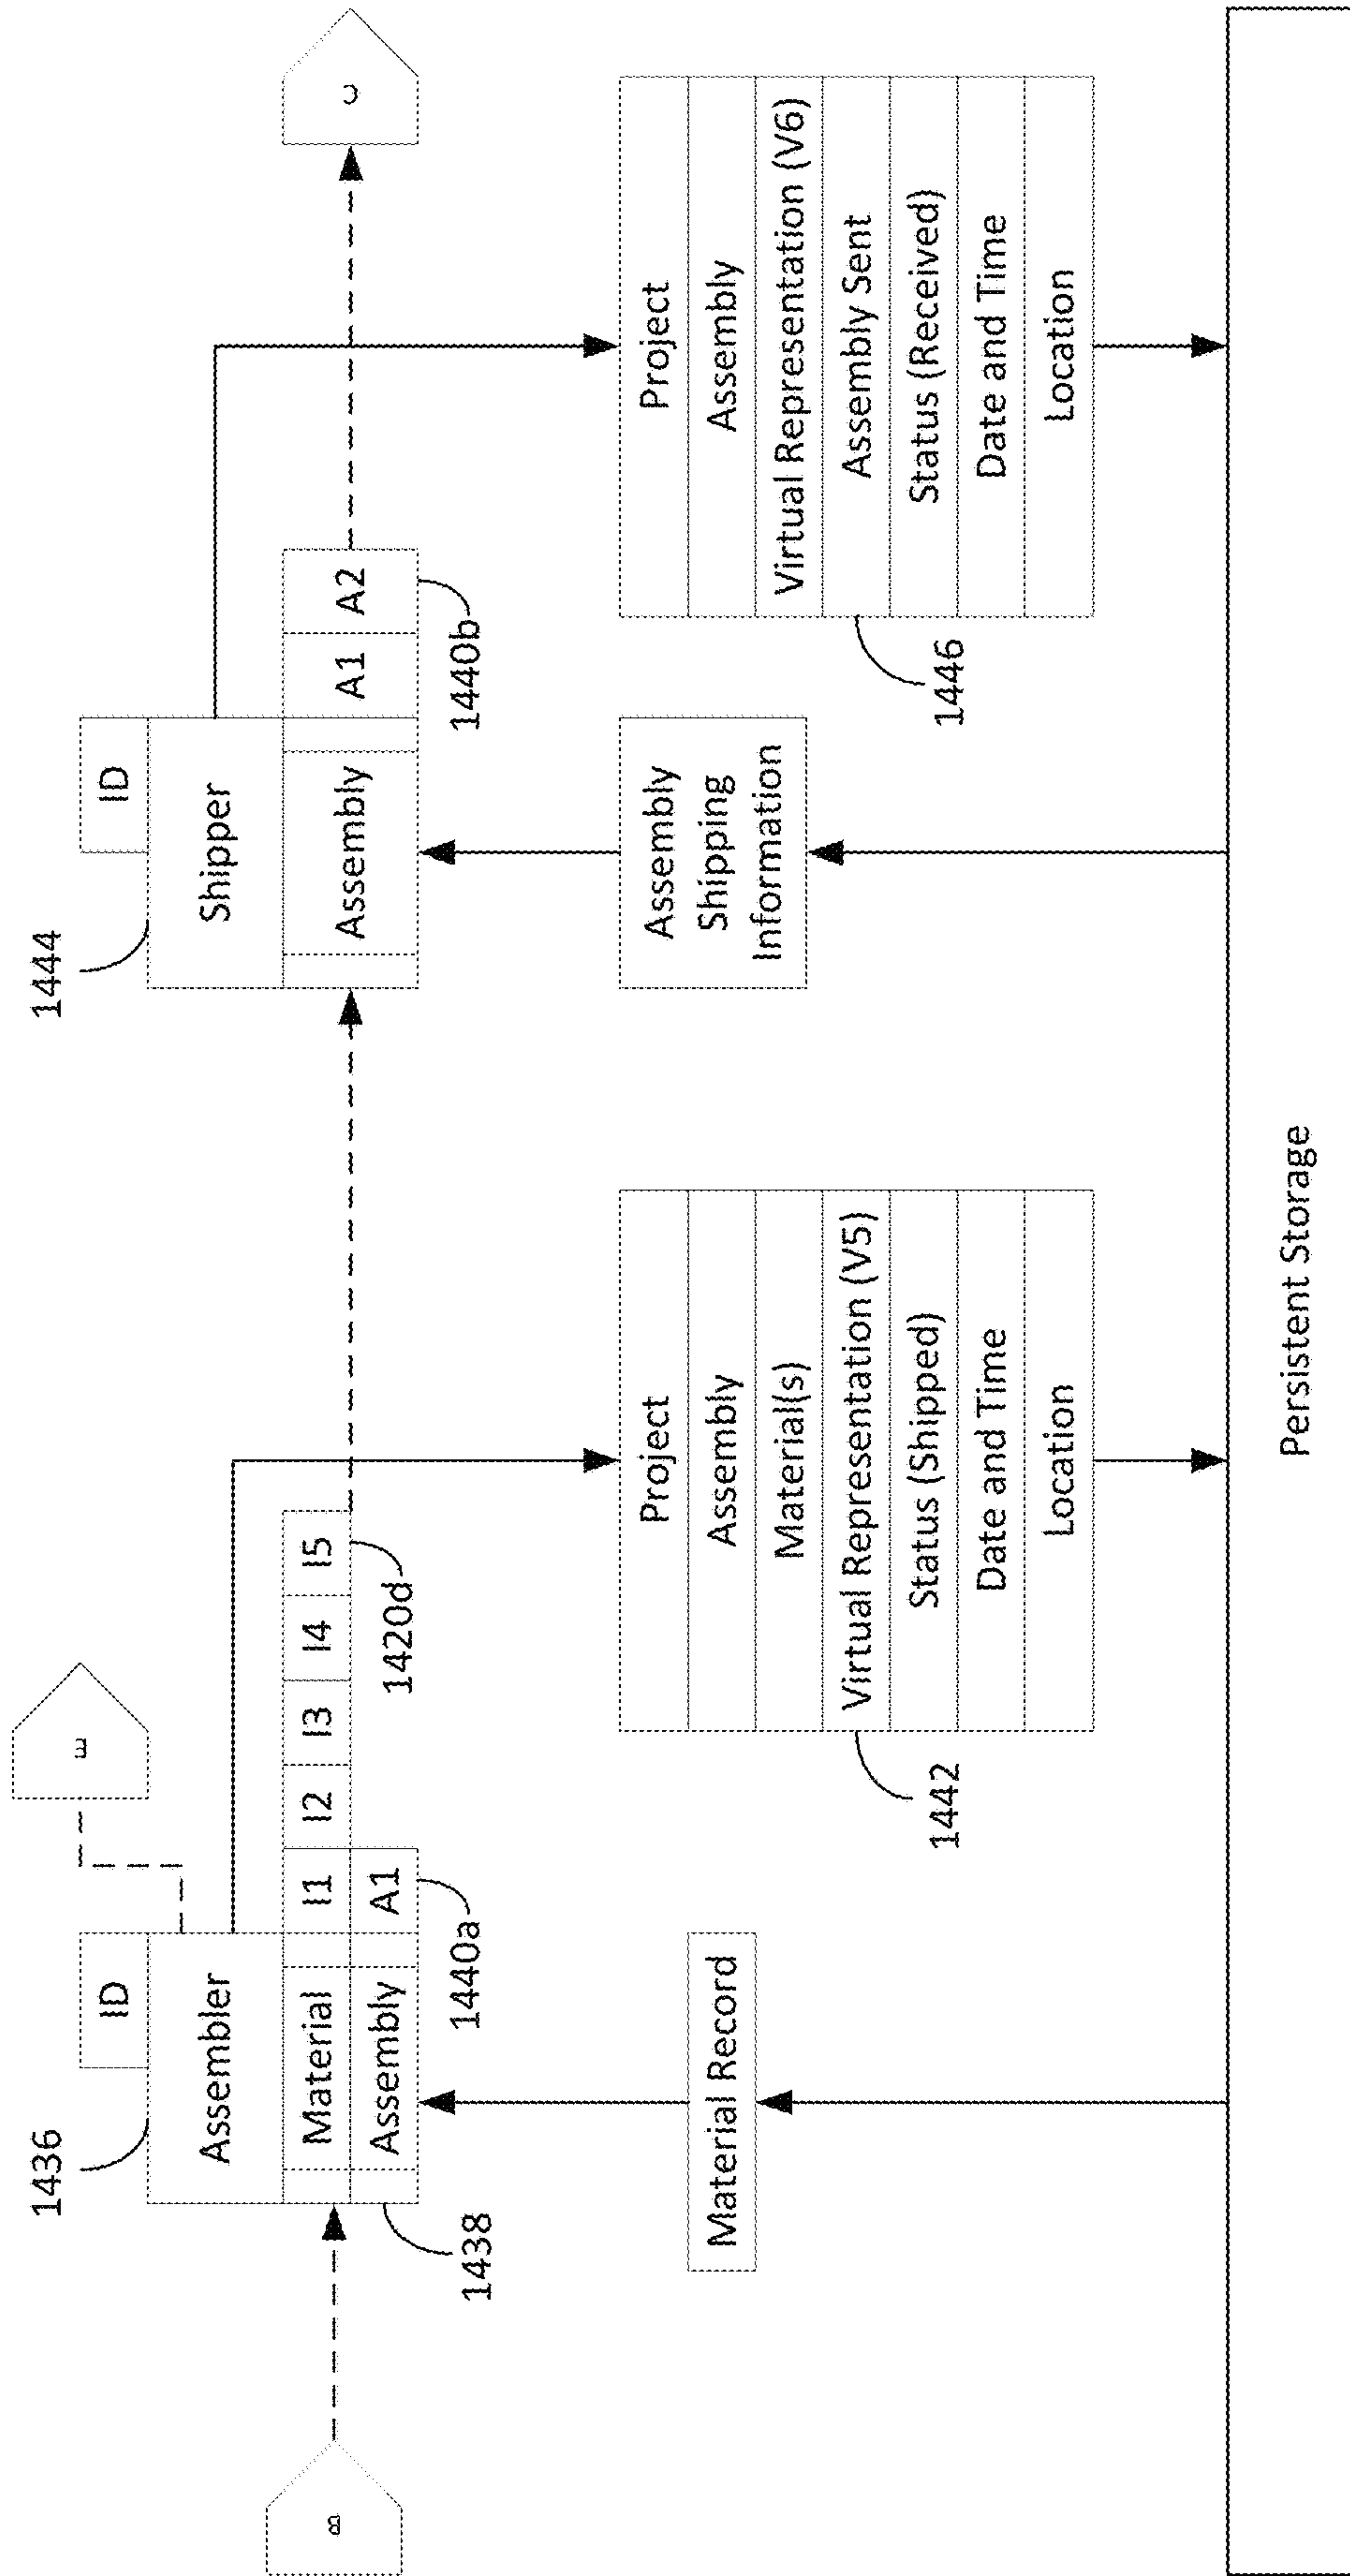 1436
ID
Assembler
Material
Assembly
I1
I2
I3
I4
I5
A1
1438
1440a
1420d
E
B
Material Record
Project
Assembly
Material(s)
Virtual Representation (V5)
Status (Shipped)
Date and Time
Location
1442
1444
ID
Shipper
Assembly
A1
A2
1440b
C
Assembly
Shipping
Information
Project
Assembly
Virtual Representation (V6)
Assembly Sent
Status (Received)
Date and Time
Location
1446
Persistent Storage